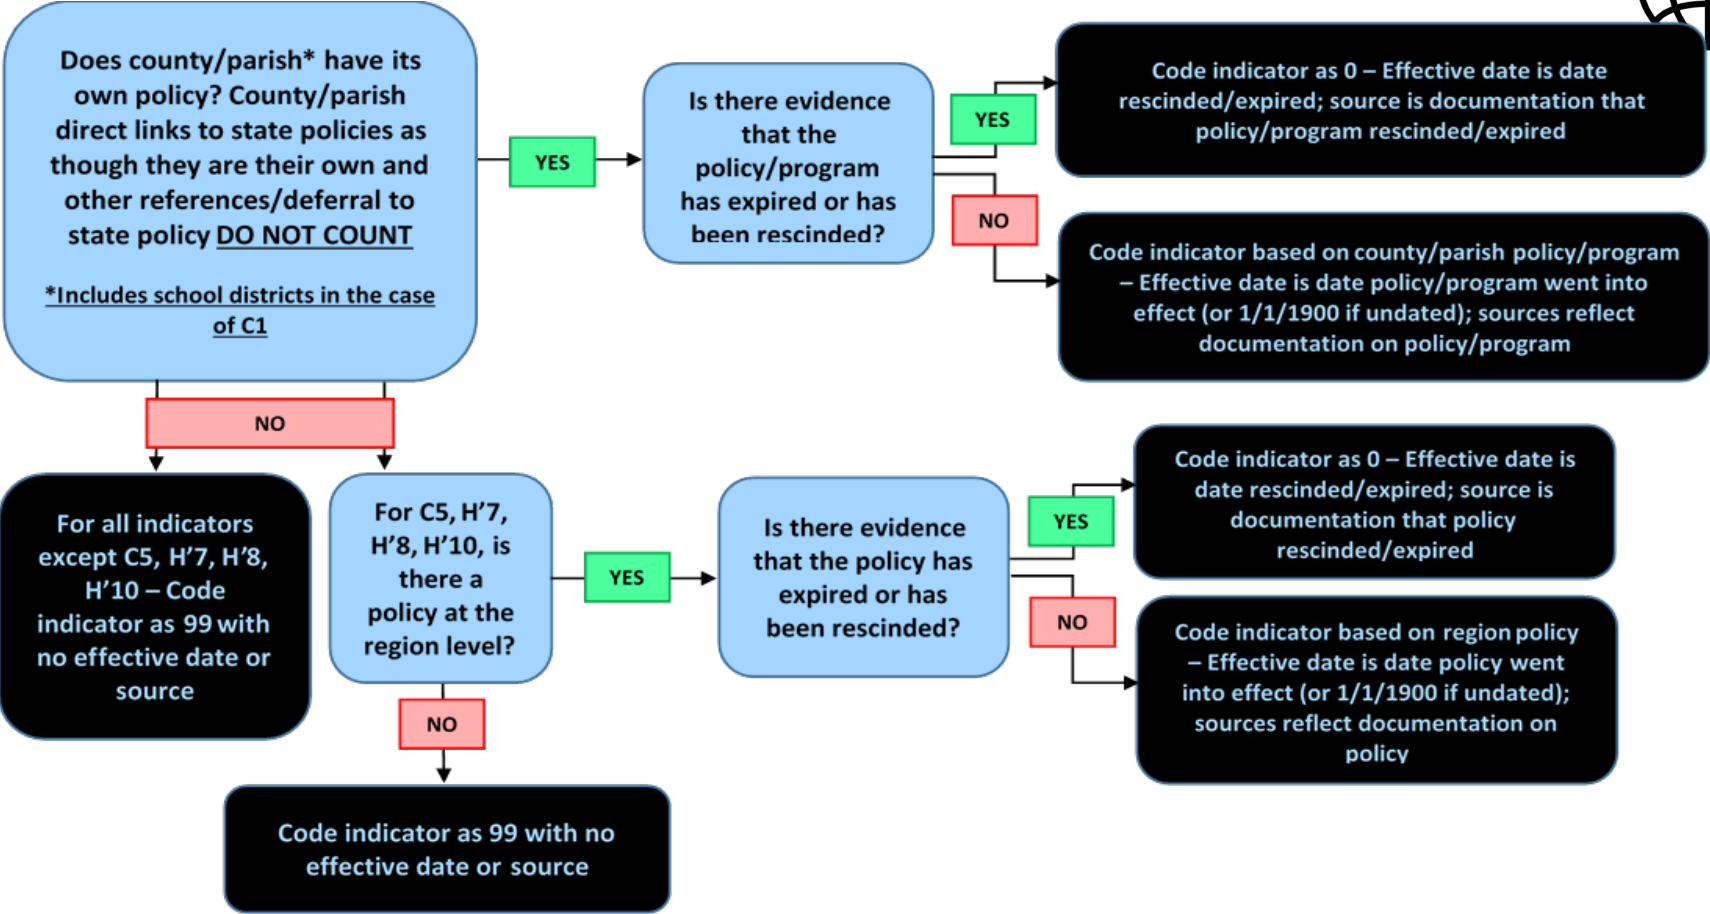 Does county/parish* have its
own policy? County/parish
direct links to state policies as
though they are their own and
other references/deferral to
state policy DO NOT COUNT
*Includes school districts in the case
of C1
YES
Is there evidence
that the
policy/program
has expired or has
been rescinded?
YES
Code indicator as 0 – Effective date is date
rescinded/expired; source is documentation that
policy/program rescinded/expired
NO
Code indicator based on county/parish policy/program
– Effective date is date policy/program went into
effect (or 1/1/1900 if undated); sources reflect
documentation on policy/program
NO
For all indicators
except C5, H’7, H’8,
H’10 – Code
indicator as 99 with
no effective date or
source
For C5, H’7,
H’8, H’10, is
there a
policy at the
region level?
YES
Is there evidence
that the policy has
expired or has
been rescinded?
YES
Code indicator as 0 – Effective date is
date rescinded/expired; source is
documentation that policy
rescinded/expired
NO
Code indicator based on region policy
– Effective date is date policy went
into effect (or 1/1/1900 if undated);
sources reflect documentation on
policy
NO
Code indicator as 99 with no
effective date or source